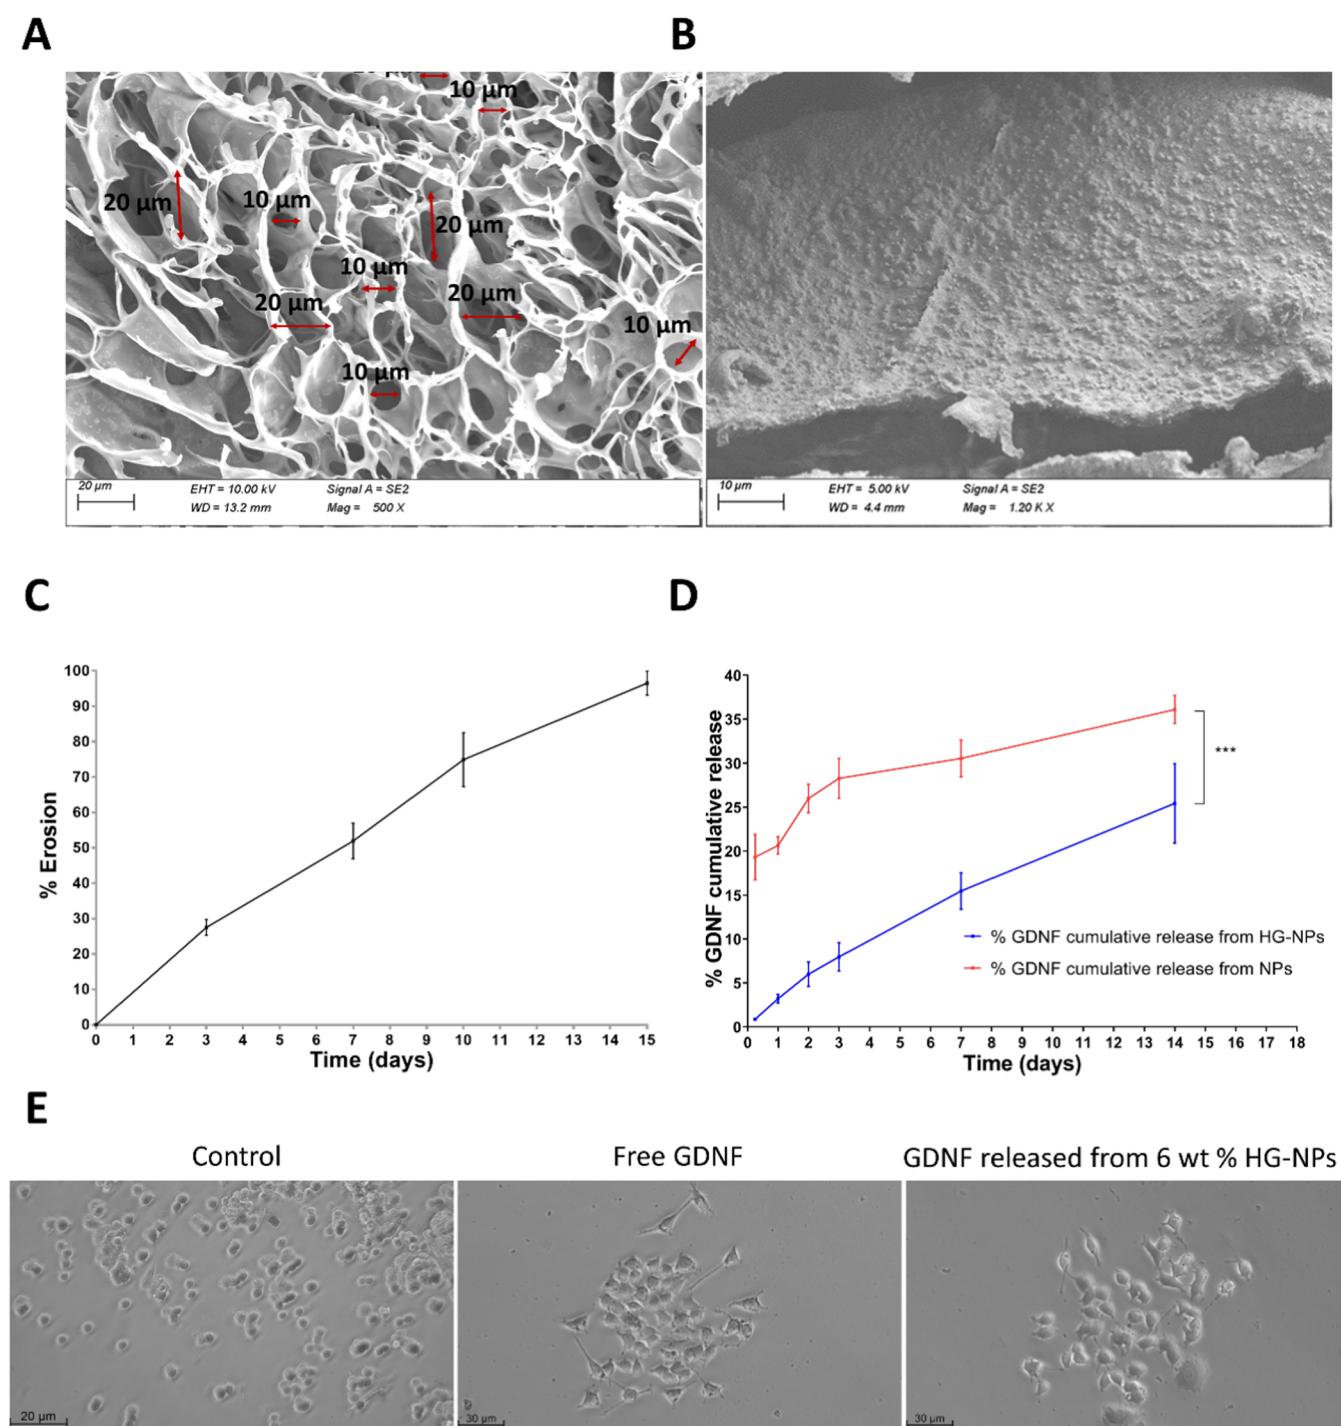 A
B
10 μm
20 μm
10 μm
20 μm
10 μm
20 μm
20 μm
10 μm
10 μm
20 μm
EHT = 10.00 kV
Signal A = SE2
WD = 13.2 mm
Mag = 500 X
10 μm
EHT = 5.00 kV
Signal A = SE2
WD = 4.4 mm
Mag = 1.20 K X
C
D
100
90
80
70
60
50
40
30
20
10
0
% Erosion
0 1 2 3 4 5 6 7 8 9 10 11 12 13 14 15
Time (days)
40
35
30
25
20
15
10
5
0
% GDNF cumulative release
***
% GDNF cumulative release from HG-NPs
% GDNF cumulative release from NPs
0 1 2 3 4 5 6 7 8 9 10 11 12 13 14 15 16 17 18
Time (days)
E
Control
Free GDNF
GDNF released from 6 wt % HG-NPs
20 μm
30 μm
30 μm